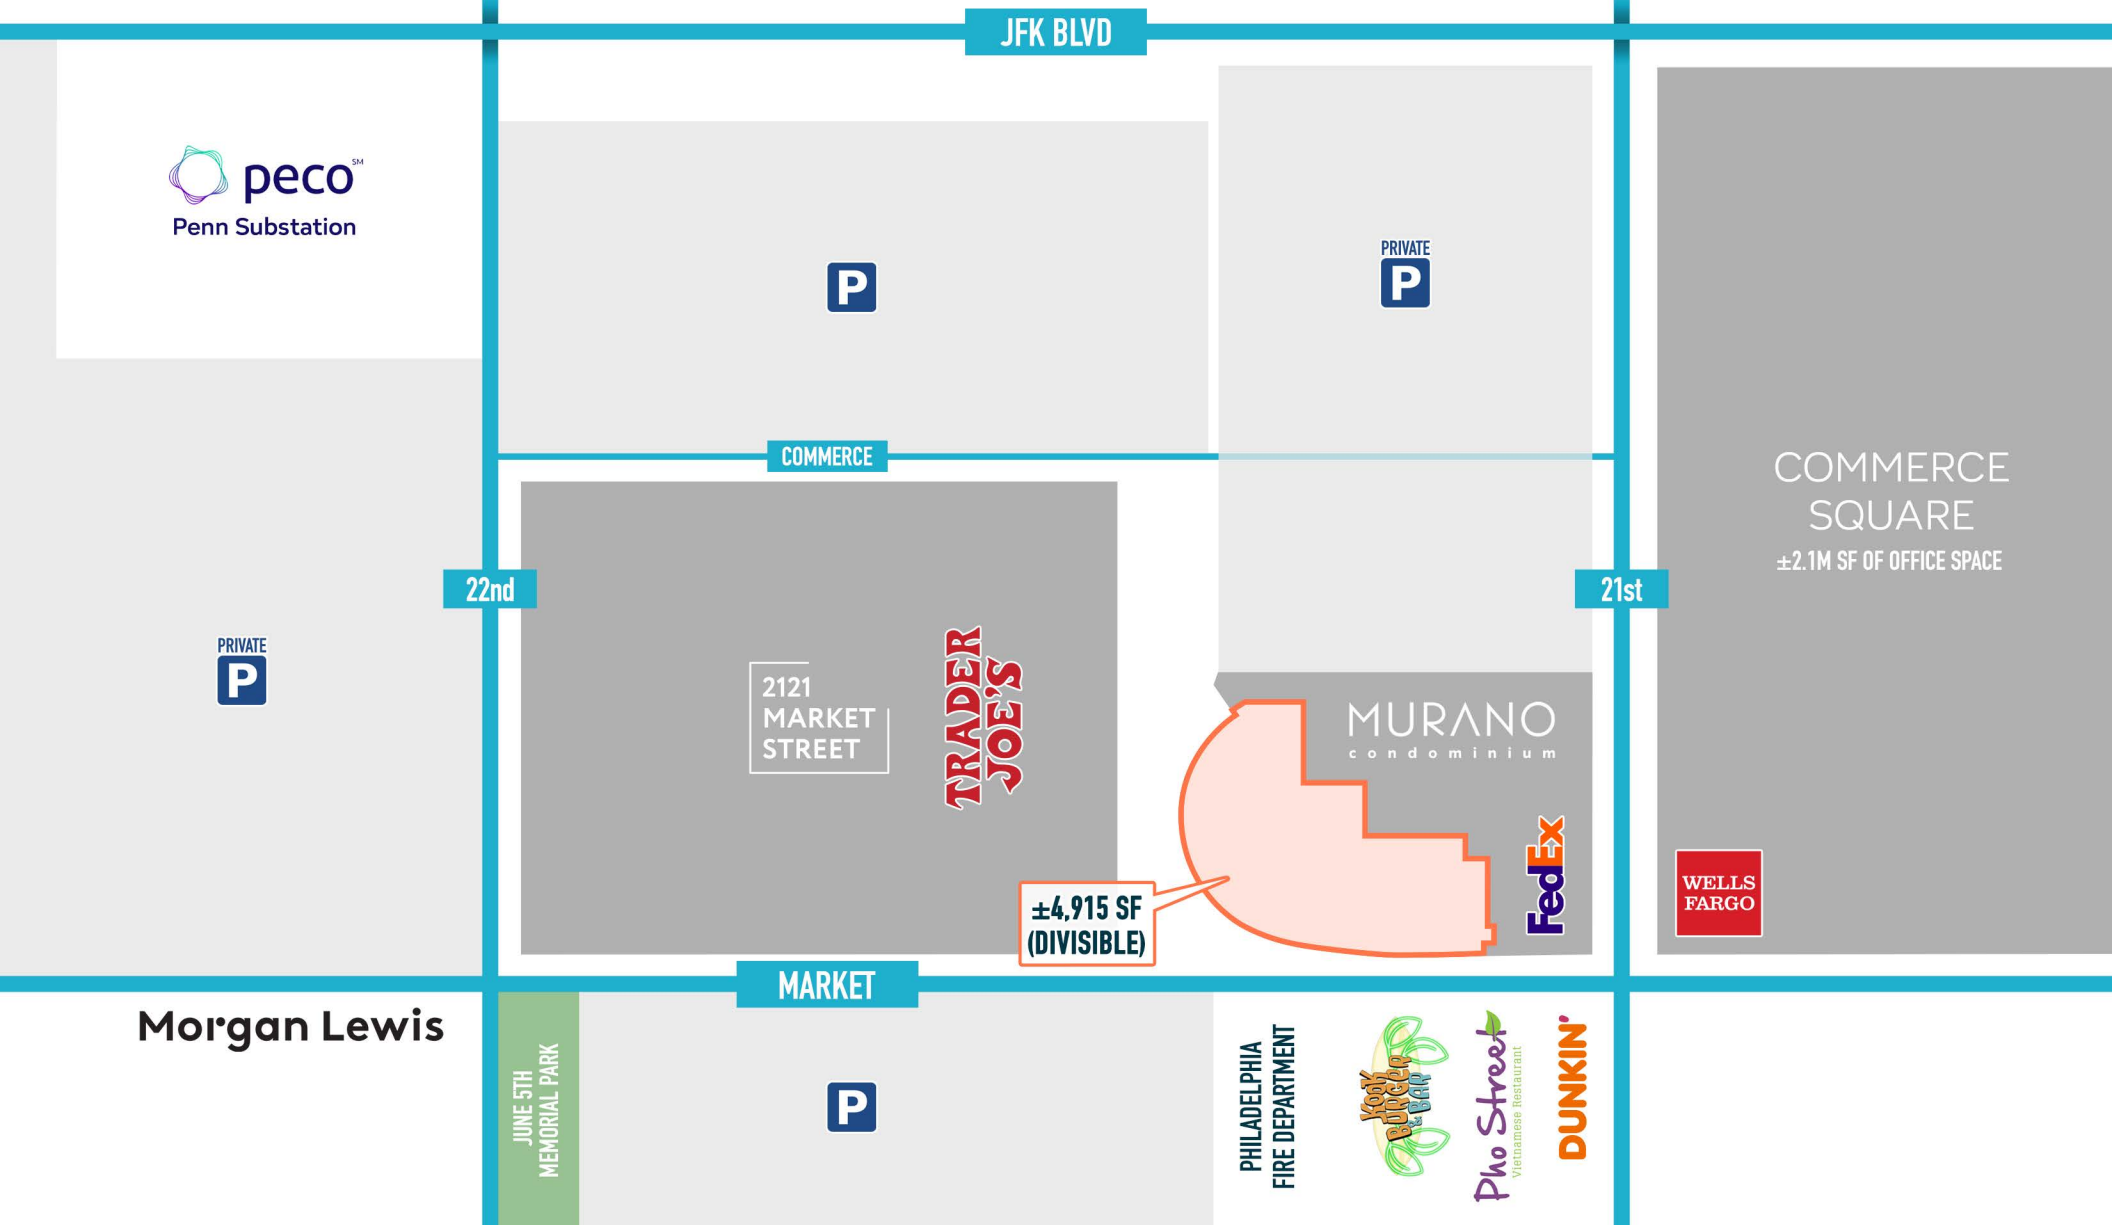 JFK BLVD
peco SM
Penn Substation
P
PRIVATE
P
COMMERCE
COMMERCE
SQUARE
±2.1M SF OF OFFICE SPACE
22nd
21st
PRIVATE
P
2121
MARKET
STREET
TRADER
JOE'S
MURANO
condominium
FedEx
WELLS
FARGO
±4,915 SF
(DIVISIBLE)
MARKET
Morgan Lewis
JUNE 5TH
MEMORIAL PARK
P
PHILADELPHIA
FIRE DEPARTMENT
KOOK
BURGER
& BAR
Pho Street
Vietnamese Restaurant
DUNKIN'